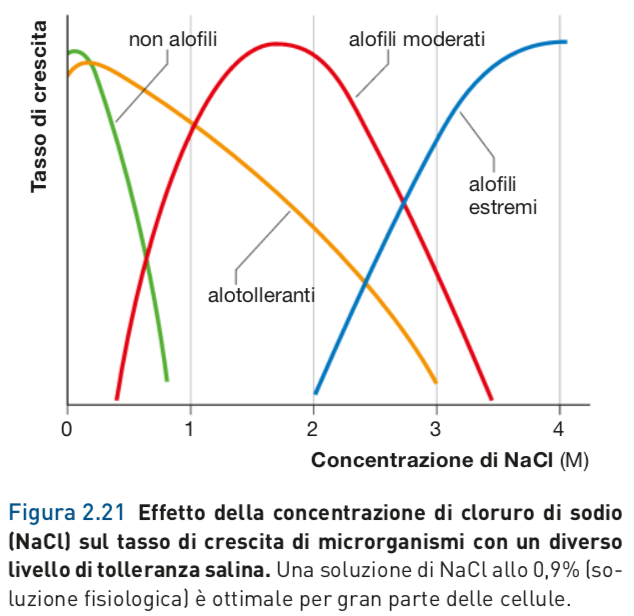 non alofili
alofili moderati
Tasso di crescita
alofili
estremi
alotolleranti
0
1
2
3
4
Concentrazione di NaCl (M)
Figura 2.21 Effetto della concentrazione di cloruro di sodio
(NaCl) sul tasso di crescita di microrganismi con un diverso
livello di tolleranza salina. Una soluzione di NaCl allo 0,9% (so-
luzione fisiologica) è ottimale per gran parte delle cellule.